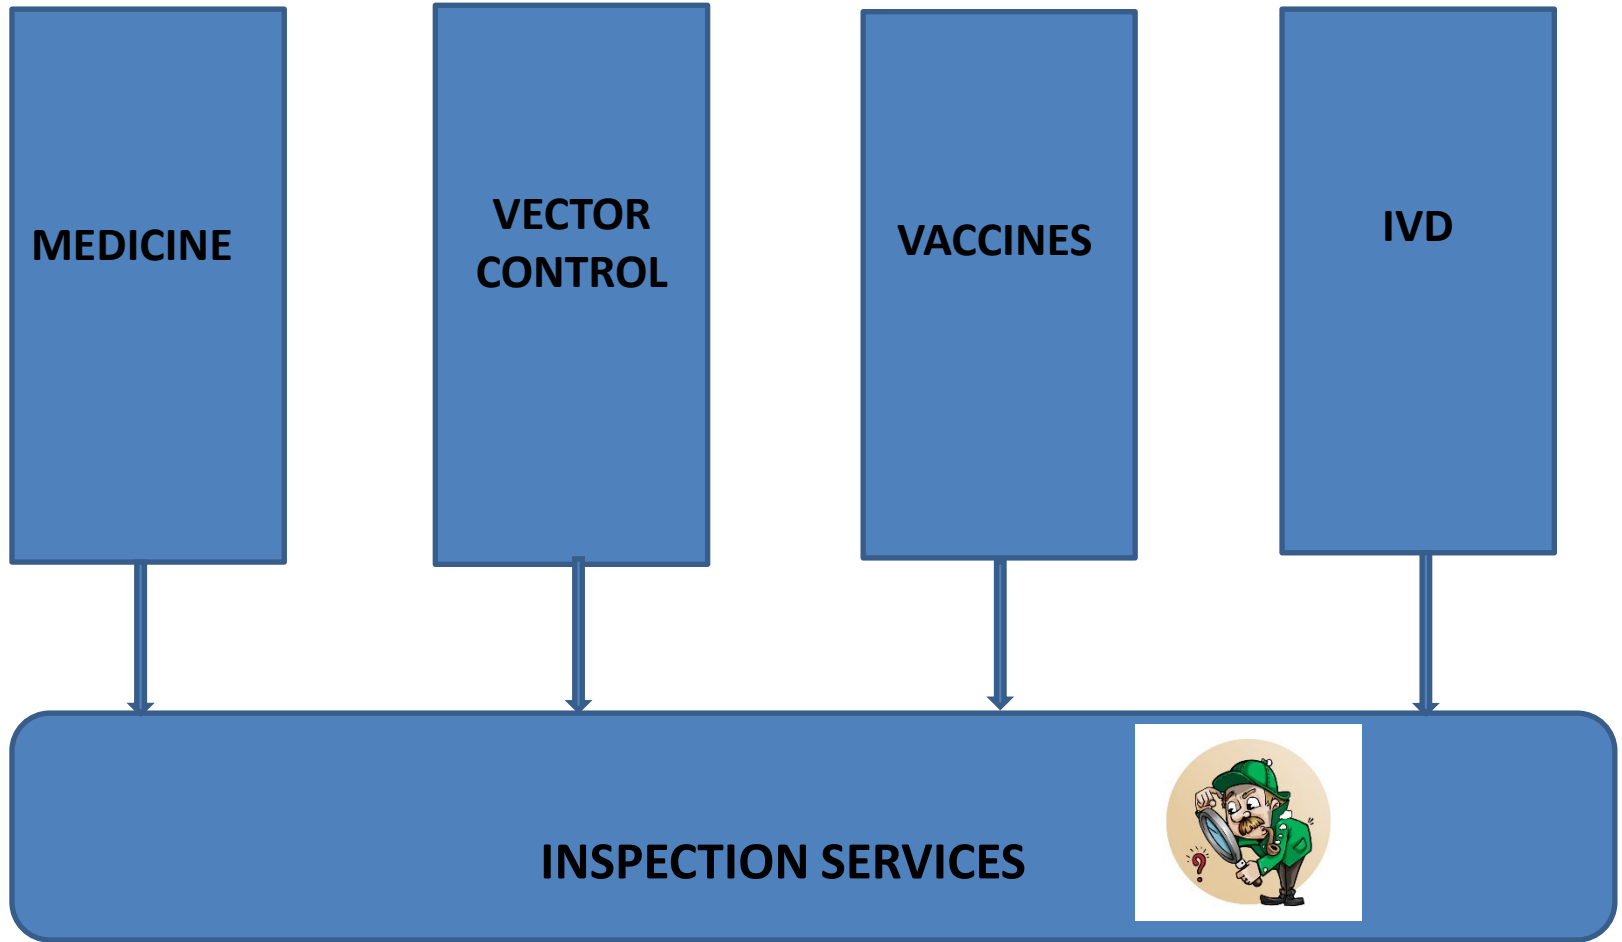 MEDICINE
VECTOR
CONTROL
VACCINES
IVD
INSPECTION SERVICES
?